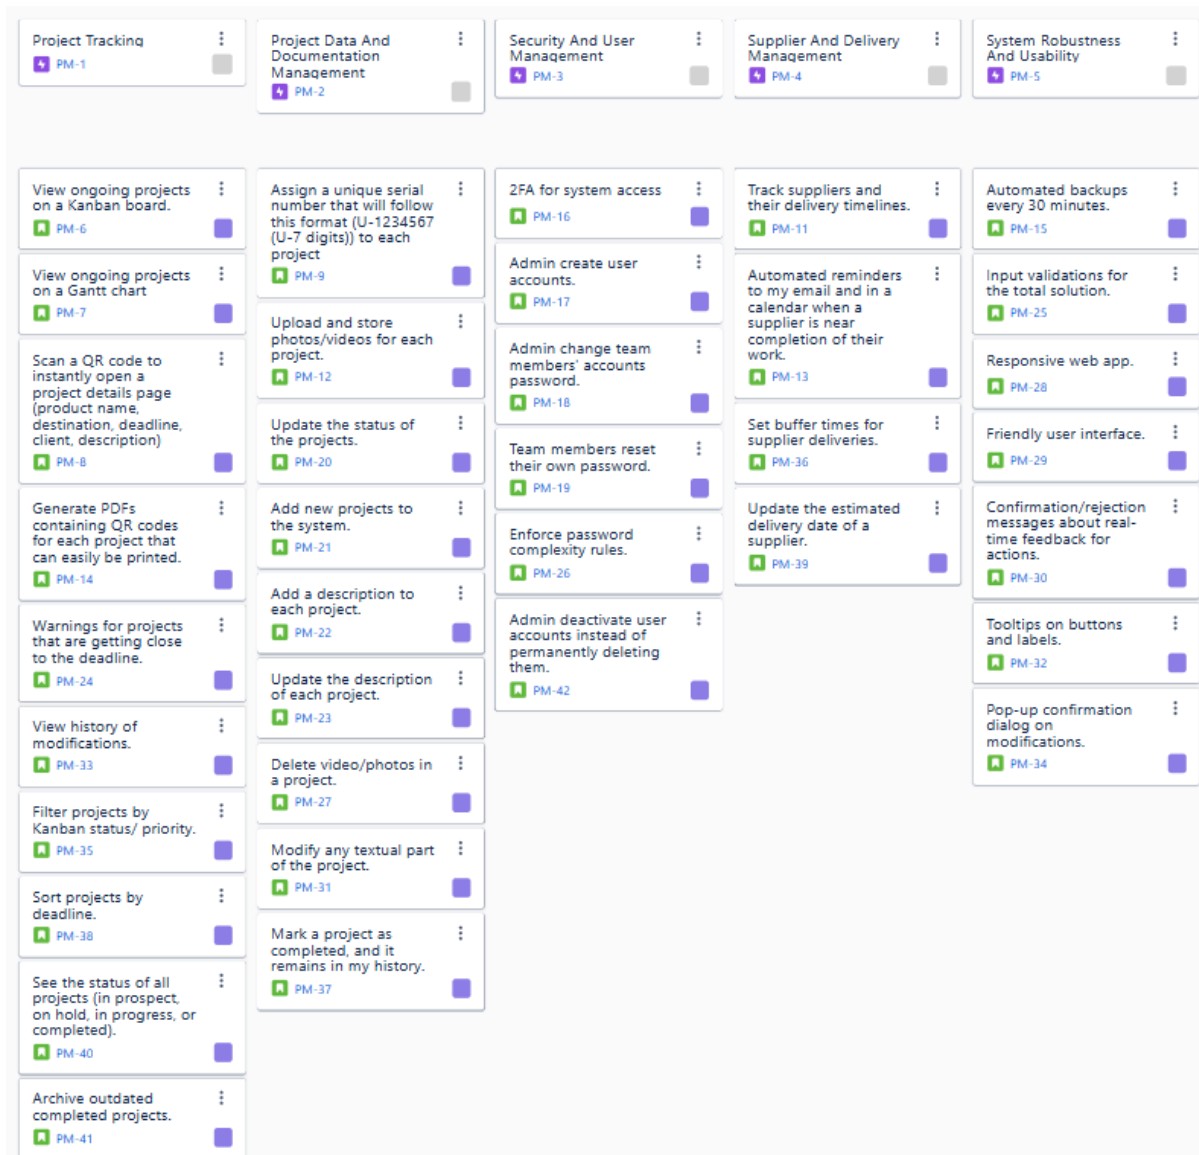 Project Tracking
PM-1
Project Data And
Documentation
Management
PM-2
Security And User
Management
PM-3
Supplier And Delivery
Management
PM-4
System Robustness
And Usability
PM-5
View ongoing projects
on a Kanban board.
PM-6
View ongoing projects
on a Gantt chart
PM-7
Scan a QR code to
instantly open a
project details page
(product name,
destination, deadline,
client, description)
PM-8
Generate PDFs
containing QR codes
for each project that
can easily be printed.
PM-14
Warnings for projects
that are getting close
to the deadline.
PM-24
View history of
modifications.
PM-33
Filter projects by
Kanban status/ priority.
PM-35
Sort projects by
deadline.
PM-38
See the status of all
projects (in prospect,
on hold, in progress, or
completed).
PM-40
Archive outdated
completed projects.
PM-41
Assign a unique serial
number that will follow
this format (U-1234567
(U-7 digits)) to each
project
PM-9
Upload and store
photos/videos for each
project.
PM-12
Update the status of
the projects.
PM-20
Add new projects to
the system.
PM-21
Add a description to
each project.
PM-22
Update the description
of each project.
PM-23
Delete video/photos in
a project.
PM-27
Modify any textual part
of the project.
PM-31
Mark a project as
completed, and it
remains in my history.
PM-37
2FA for system access
PM-16
Admin create user
accounts.
PM-17
Admin change team
members' accounts
password.
PM-18
Team members reset
their own password.
PM-19
Enforce password
complexity rules.
PM-26
Admin deactivate user
accounts instead of
permanently deleting
them.
PM-42
Track suppliers and
their delivery timelines.
PM-11
Automated reminders
to my email and in a
calendar when a
supplier is near
completion of their
work.
PM-13
Set buffer times for
supplier deliveries.
PM-36
Update the estimated
delivery date of a
supplier.
PM-39
Automated backups
every 30 minutes.
PM-15
Input validations for
the total solution.
PM-25
Responsive web app.
PM-28
Friendly user interface.
PM-29
Confirmation/rejection
messages about real-
time feedback for
actions.
PM-30
Tooltips on buttons
and labels.
PM-32
Pop-up confirmation
dialog on
modifications.
PM-34